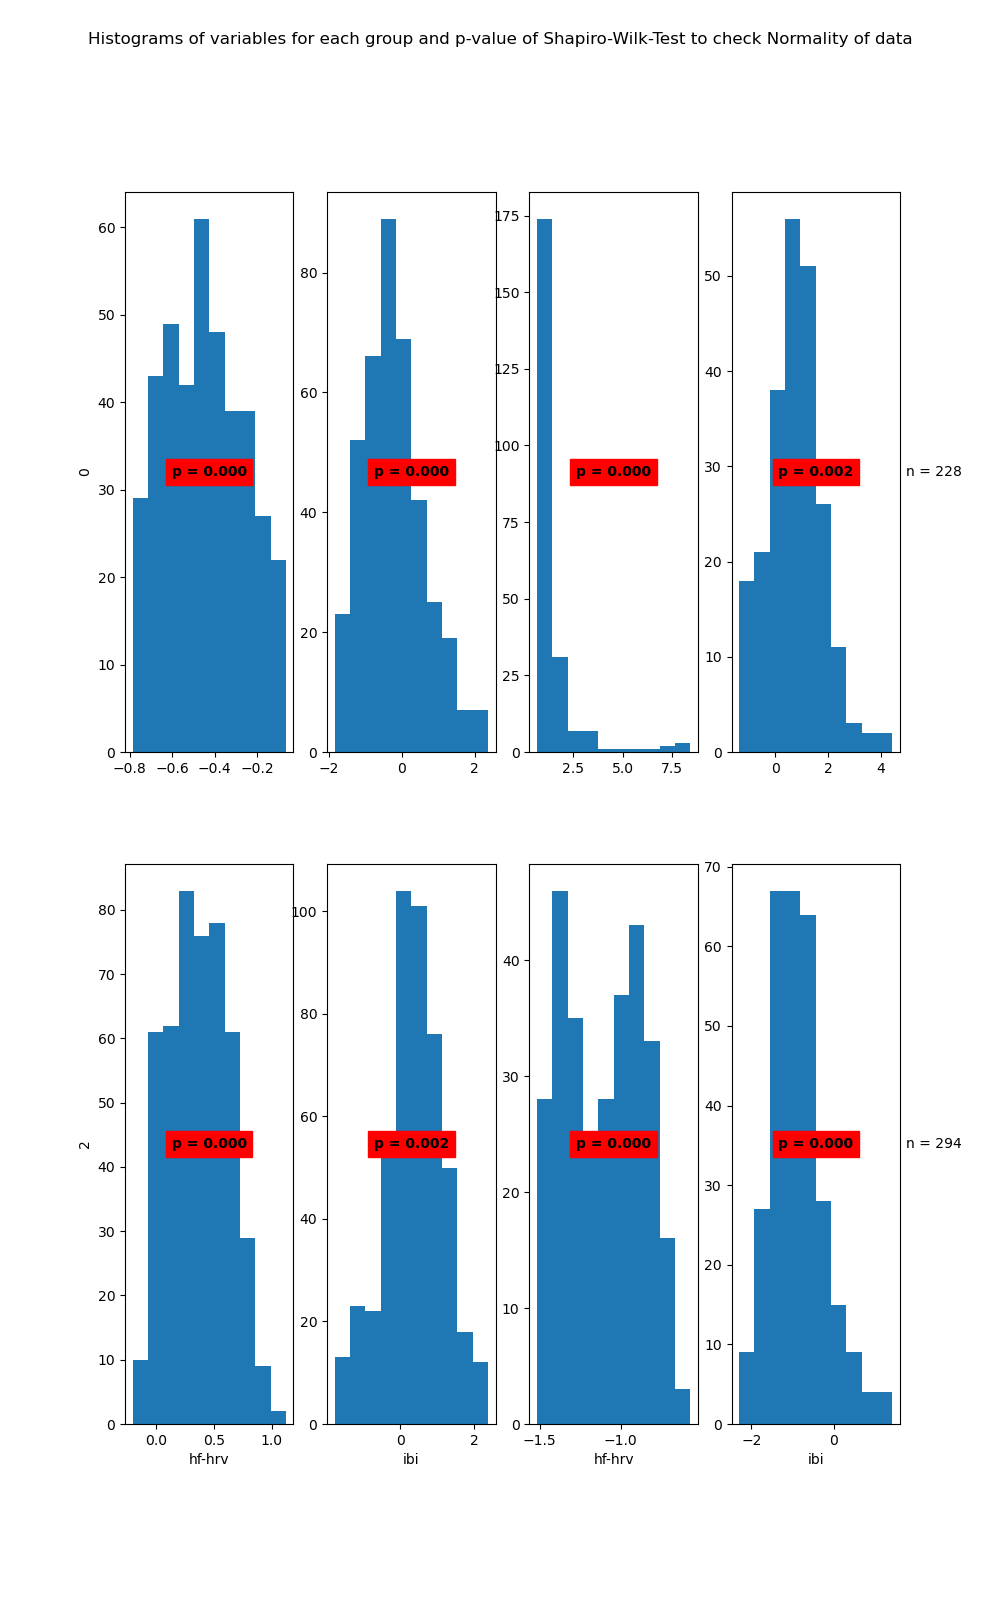 Histograms of variables for each group and p-value of Shapiro-Wilk-Test to check Normality of data
60
50
40
30
20
10
0
0
p = 0.000
−0.8 −0.6 −0.4 −0.2
80
60
40
20
0
p = 0.000
−2 0 2
175
150
125
100
75
50
25
0
p = 0.000
2.5 5.0 7.5
50
40
30
20
10
0
p = 0.002
0 2 4
n = 228
80
70
60
50
40
30
20
10
0
2
p = 0.000
0.0 0.5 1.0
hf-hrv
100
80
60
40
20
0
p = 0.002
0 2
ibi
40
30
20
10
0
p = 0.000
−1.5 −1.0
hf-hrv
70
60
50
40
30
20
10
0
p = 0.000
−2 0
ibi
n = 294